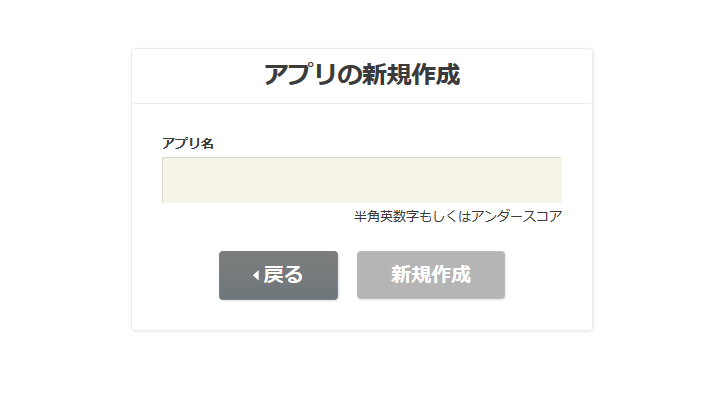 アプリの新規作成
アプリ名
半角英数字もしくはアンダースコア
戻る
新規作成